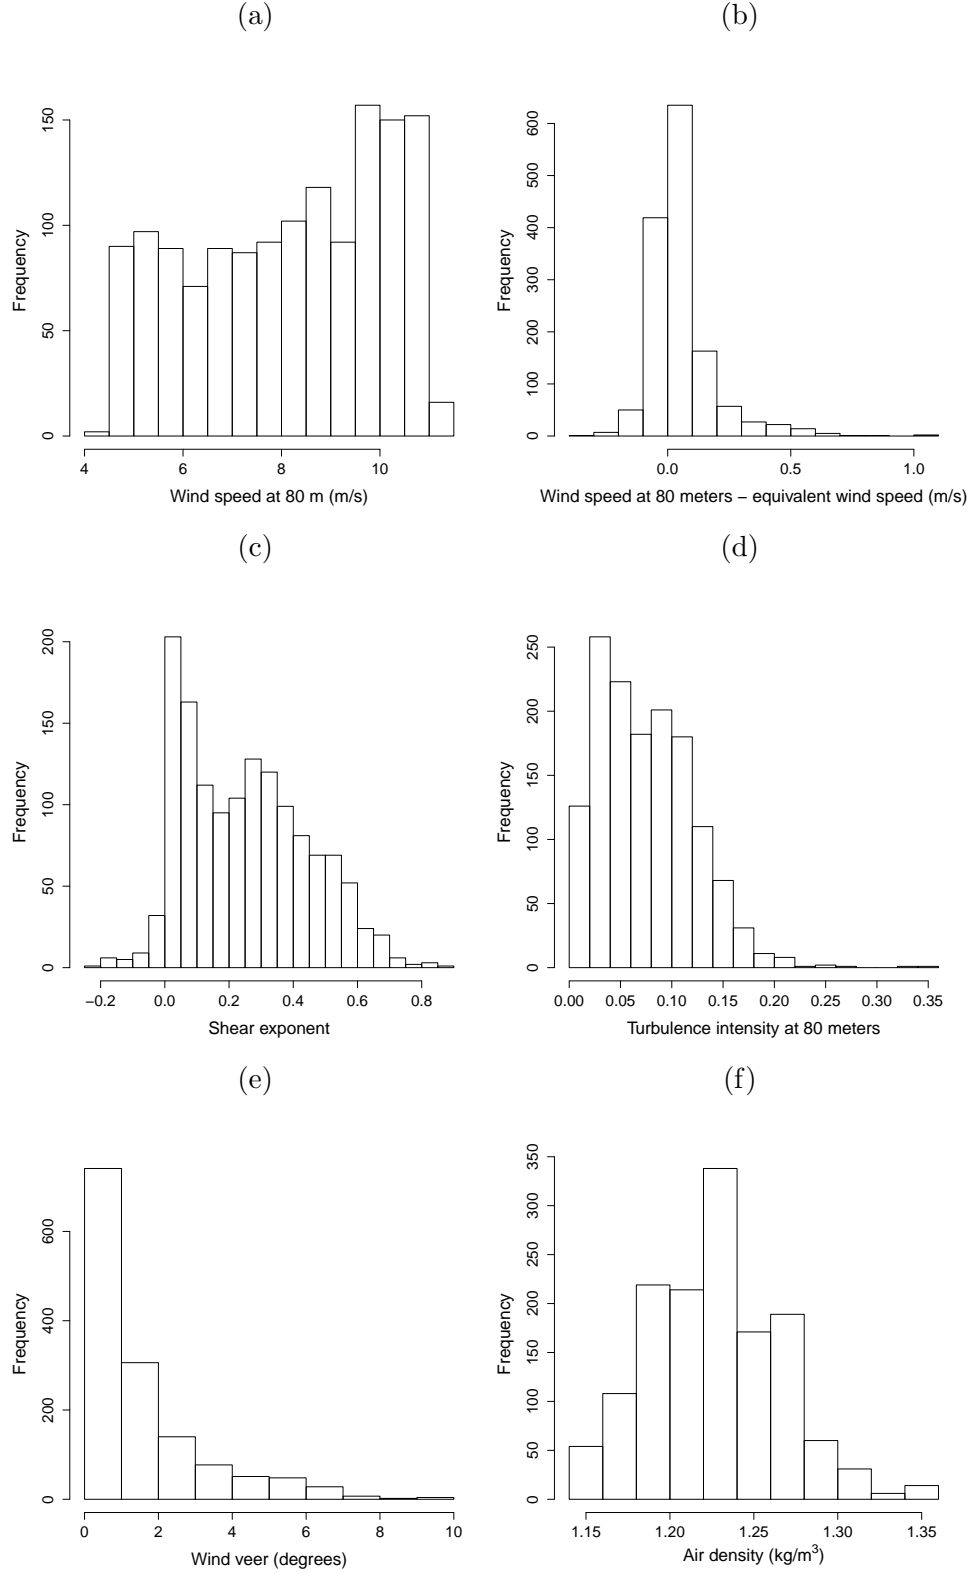 (a)
(b)
Frequency
0 50 100 150
4 6 8 10
Wind speed at 80 m (m/s)
Frequency
0 100 200 300 400 500 600
0.0 0.5 1.0
Wind speed at 80 meters − equivalent wind speed (m/s)
(c)
(d)
Frequency
0 50 100 150 200
−0.2 0.0 0.2 0.4 0.6 0.8
Shear exponent
Frequency
0 50 100 150 200 250
0.00 0.05 0.10 0.15 0.20 0.25 0.30 0.35
Turbulence intensity at 80 meters
(e)
(f)
Frequency
0 200 400 600
0 2 4 6 8 10
Wind veer (degrees)
Frequency
0 50 100 150 200 250 300 350
1.15 1.20 1.25 1.30 1.35
Air density (kg/m³)